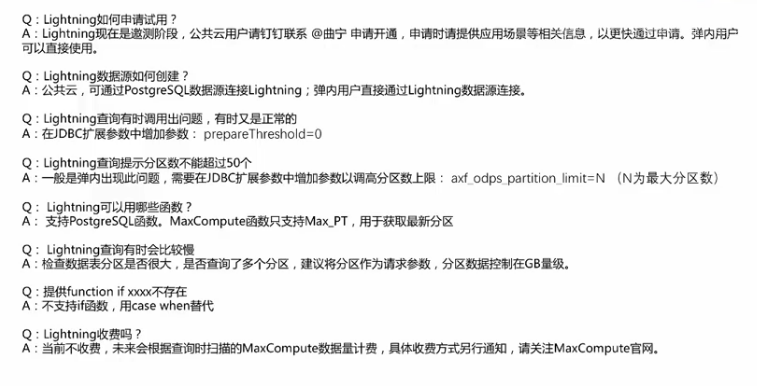 Q：Lightning如何申请试用？
A：Lightning现在是邀测阶段，公共云用户请钉钉联系 @曲宁 申请开通，申请时请提供应用场景等相关信息，以更快通过申请。弹内用户
可以直接使用。
Q：Lightning数据源如何创建？
A：公共云，可通过PostgreSQL数据源连接Lightning；弹内用户直接通过Lightning数据源连接。
Q：Lightning查询有时调用出问题，有时又是正常的
A：在JDBC扩展参数中增加参数： prepareThreshold=0
Q：Lightning查询提示分区数不能超过50个
A：一般是弹内出现此问题，需要在JDBC扩展参数中增加参数以调高分区数上限： axf_odps_partition_limit=N （N为最大分区数）
Q： Lightning可以用哪些函数？
A： 支持PostgreSQL函数。MaxCompute函数只支持Max_PT，用于获取最新分区
Q： Lightning查询有时会比较慢
A：检查数据表分区是否很大，是否查询了多个分区，建议将分区作为请求参数，分区数据控制在GB量级。
Q：提供function if xxxx不存在
A：不支持if函数，用case when替代
Q：Lightning收费吗？
A：当前不收费，未来会根据查询时扫描的MaxCompute数据量计费，具体收费方式另行通知，请关注MaxCompute官网。